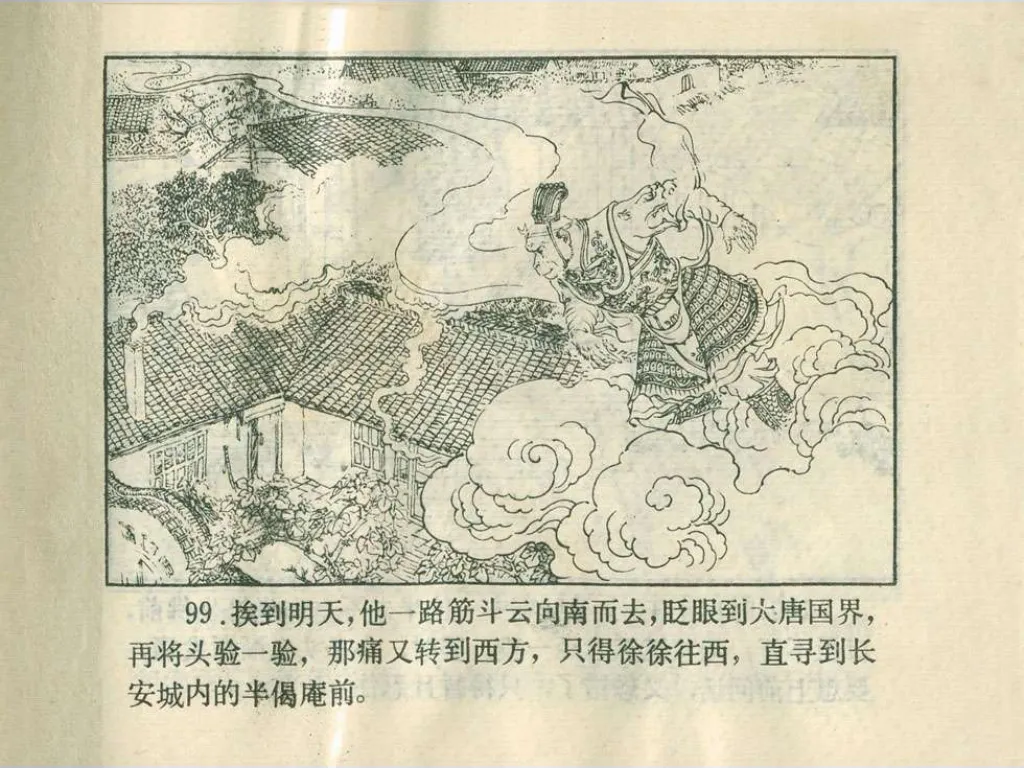 99.挨到明天，他一路筋斗云向南而去，眨眼到大唐国界，
再将头验一验，那痛又转到西方，只得徐徐往西，直寻到长
安城内的半偈庵前。